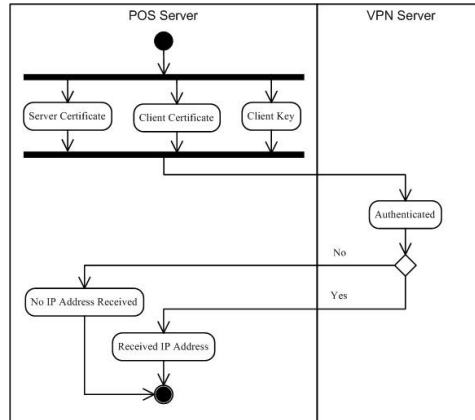 POS Server
VPN Server
Server Certificate
Client Certificate
Client Key
Authenticated
No
Yes
No IP Address Received
Received IP Address